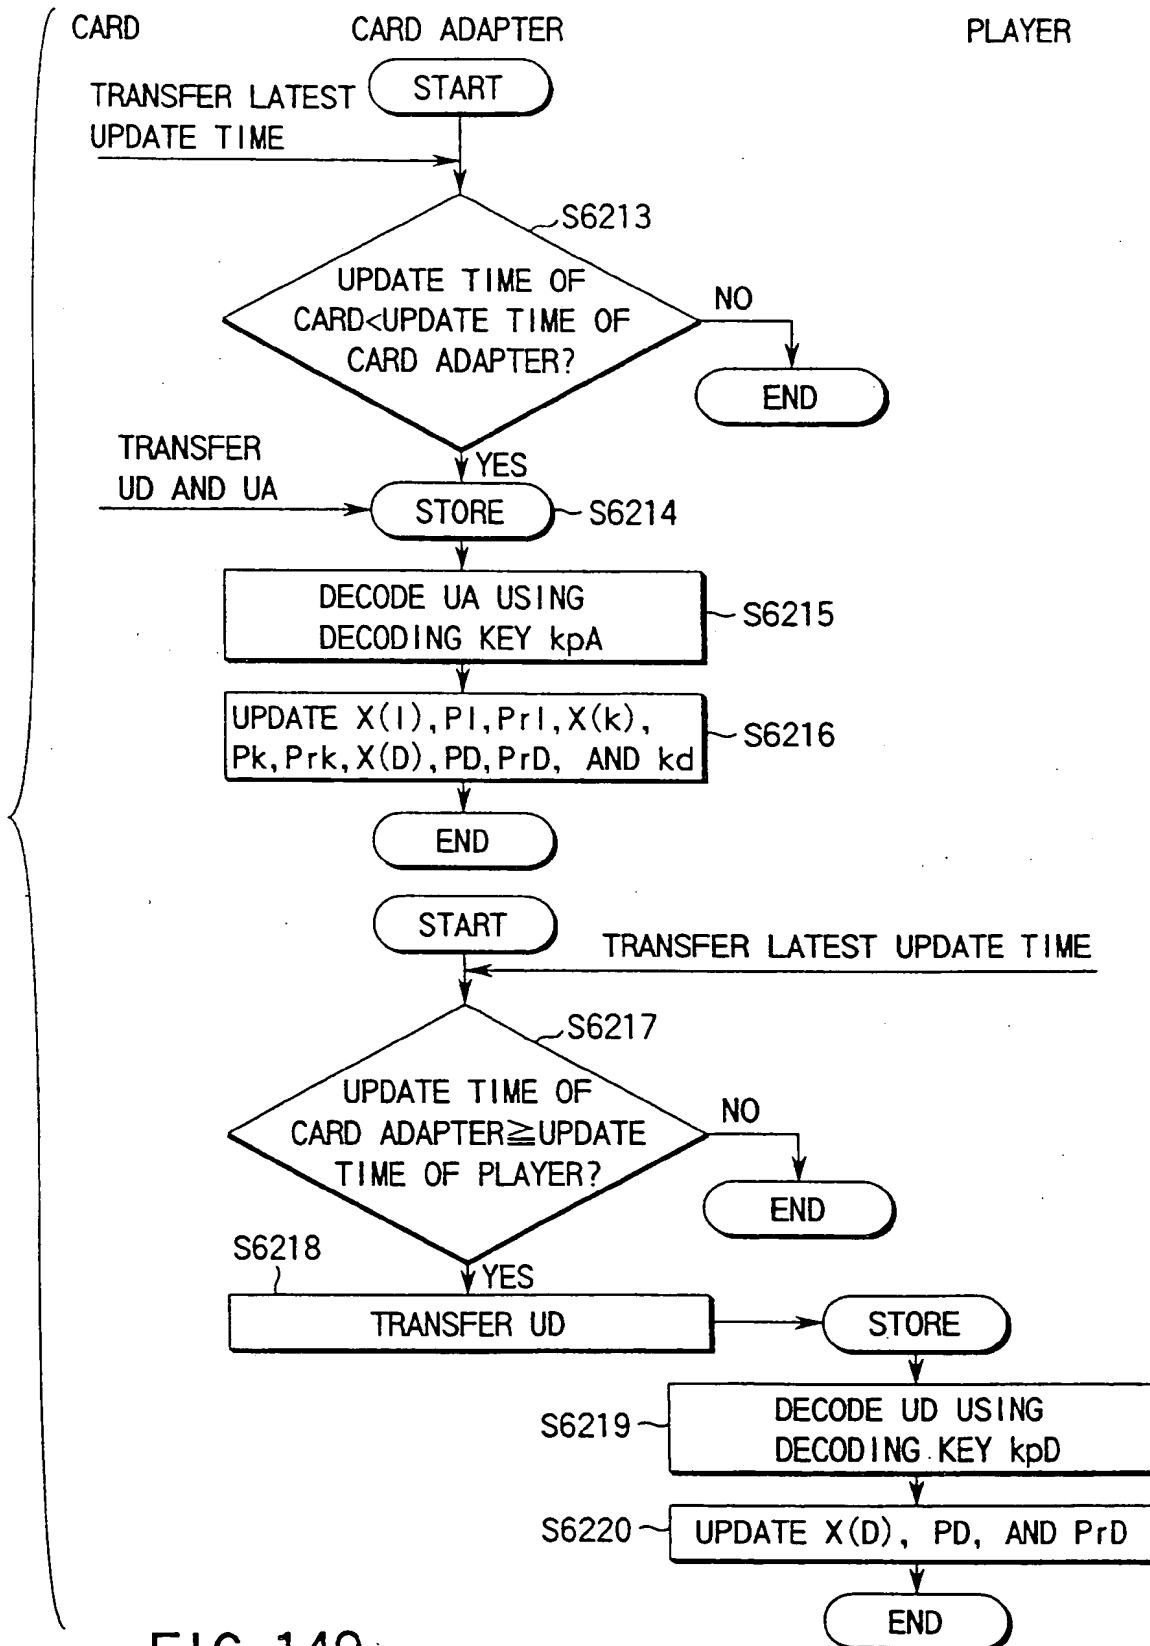 CARD
CARD ADAPTER
PLAYER
START
TRANSFER LATEST
UPDATE TIME
S6213
UPDATE TIME OF
CARD<UPDATE TIME OF
CARD ADAPTER?
NO
END
TRANSFER
UD AND UA
YES
STORE
S6214
DECODE UA USING
DECODING KEY kpA
S6215
UPDATE X(I),PI,PrI,X(k),
Pk,Prk,X(D),PD,PrD, AND kd
S6216
END
START
TRANSFER LATEST UPDATE TIME
S6217
UPDATE TIME OF
CARD ADAPTER≧UPDATE
TIME OF PLAYER?
NO
END
S6218
YES
TRANSFER UD
STORE
S6219
DECODE UD USING
DECODING KEY kpD
S6220
UPDATE X(D), PD, AND PrD
END
FIG.149